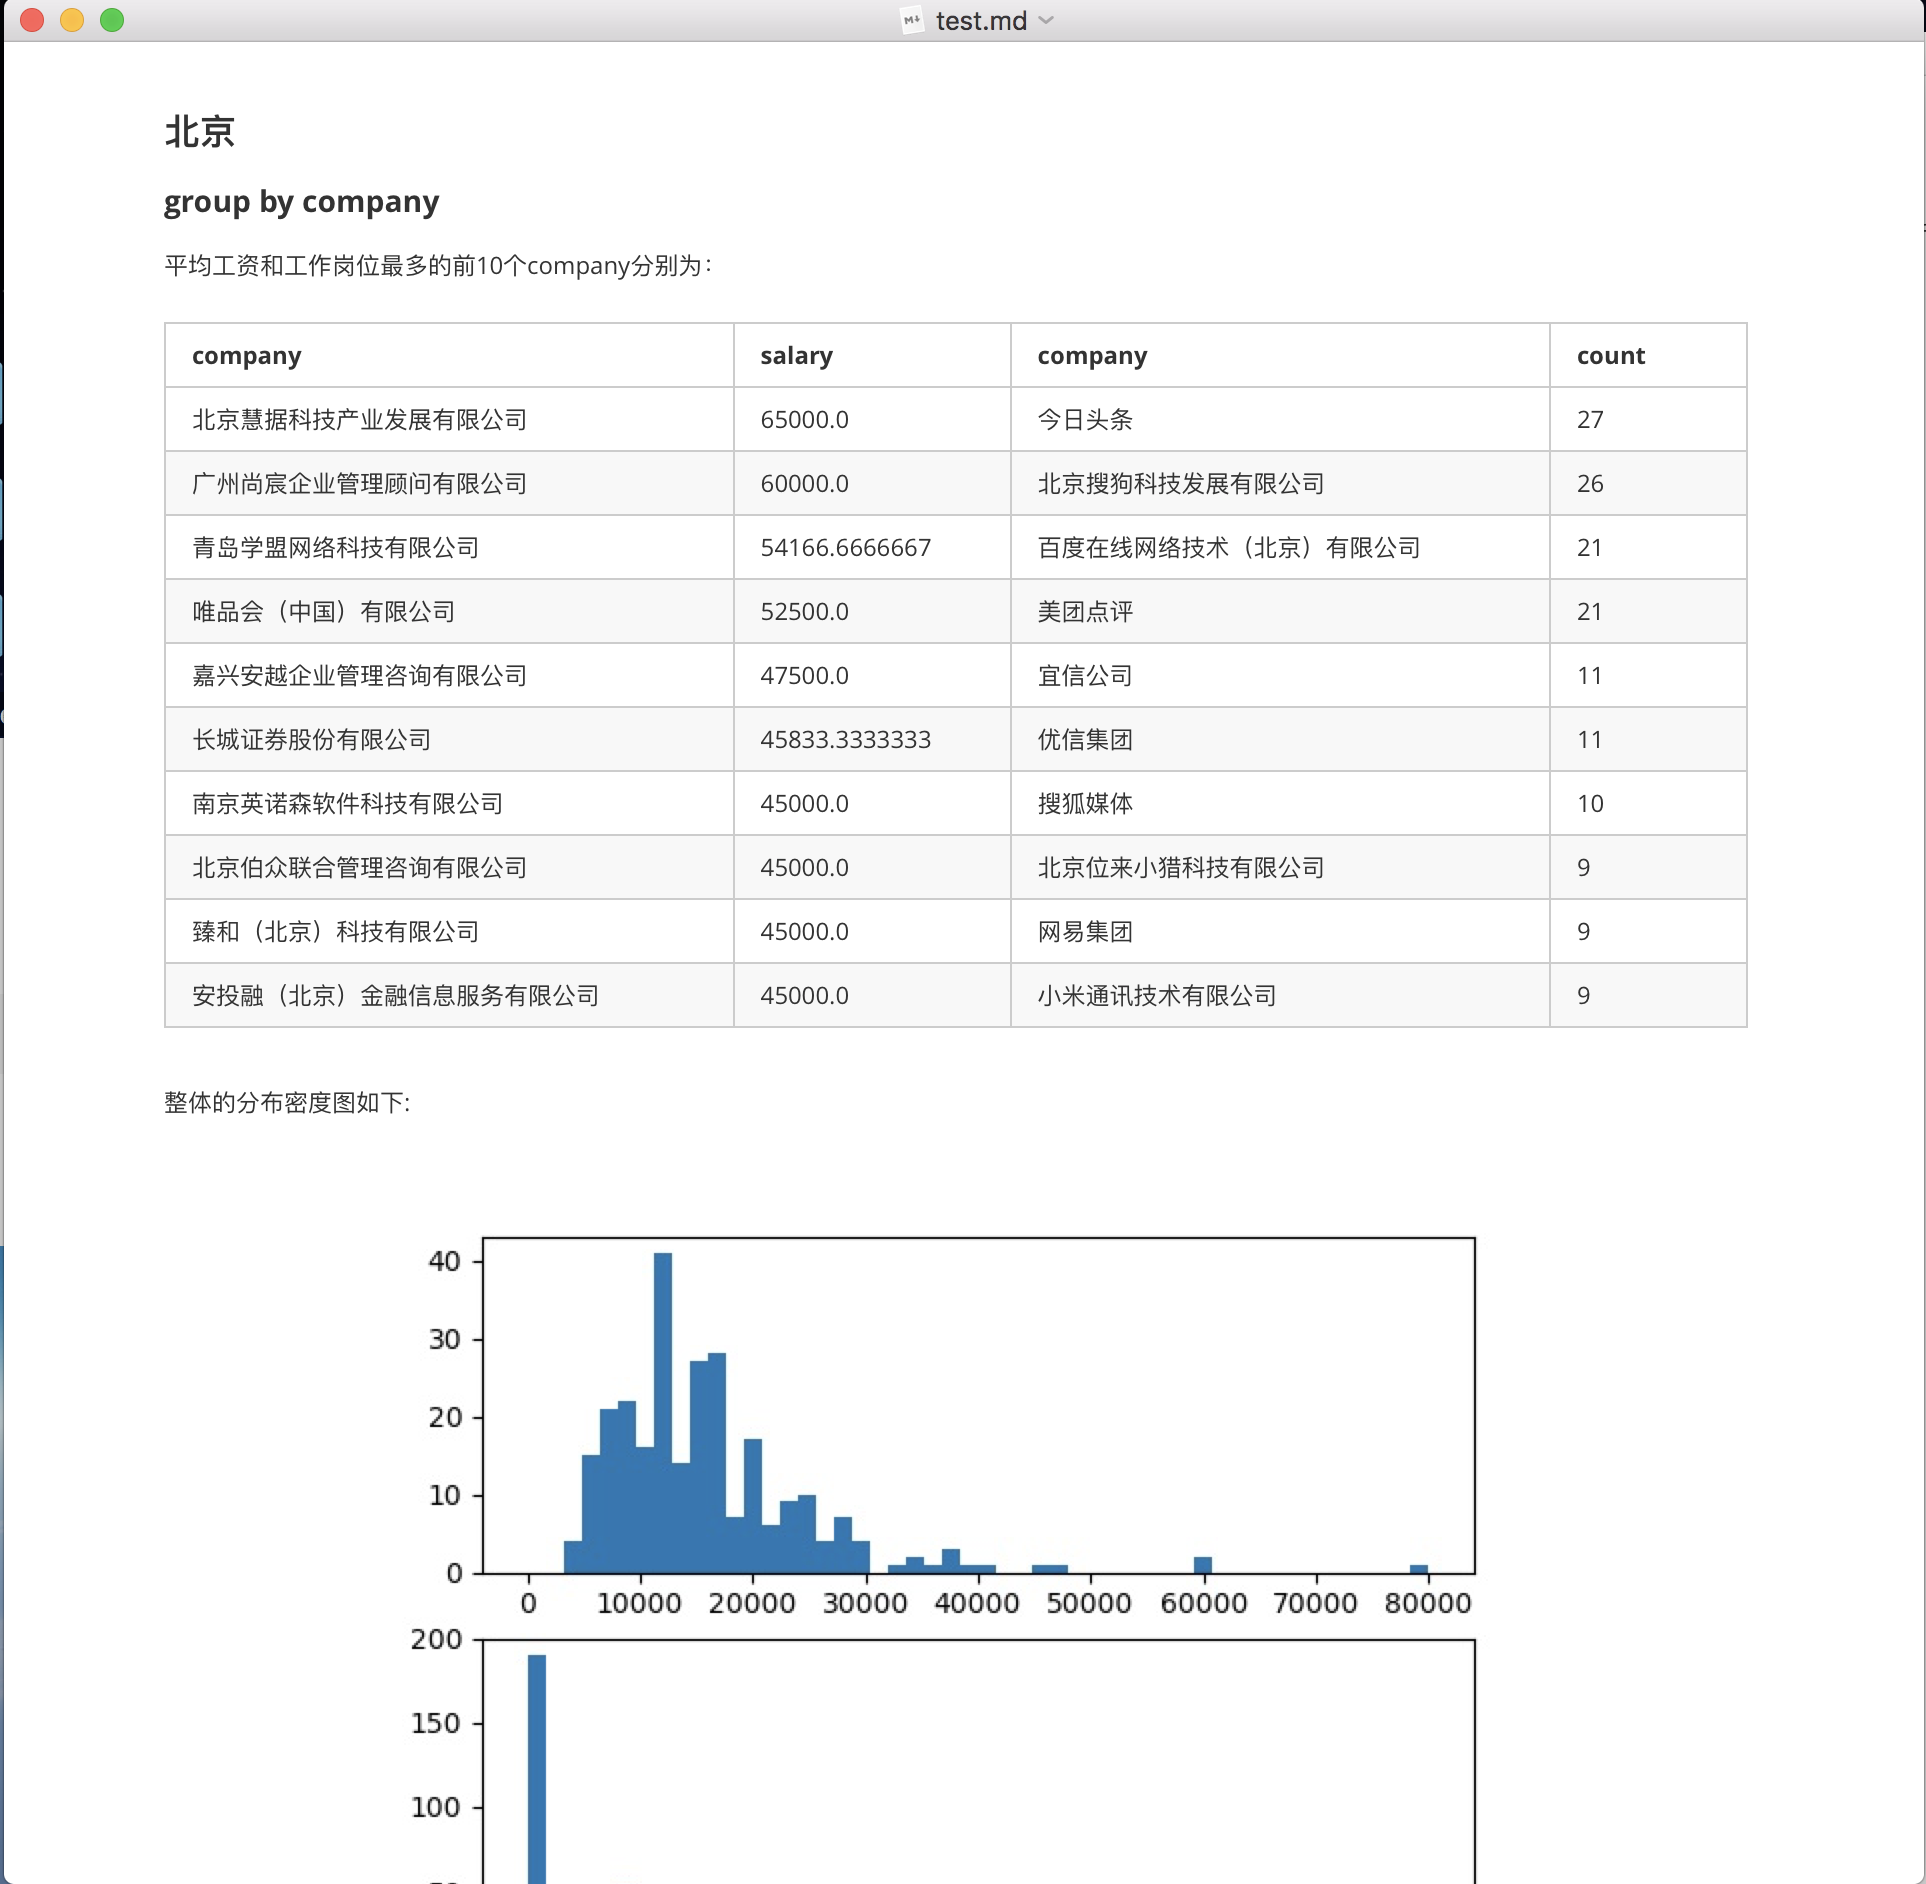 test.md
北京
group by company
平均工资和工作岗位最多的前10个company分别为：
company salary company count
北京慧据科技产业发展有限公司 65000.0 今日头条 27
广州尚宸企业管理顾问有限公司 60000.0 北京搜狗科技发展有限公司 26
青岛学盟网络科技有限公司 54166.6666667 百度在线网络技术（北京）有限公司 21
唯品会（中国）有限公司 52500.0 美团点评 21
嘉兴安越企业管理咨询有限公司 47500.0 宜信公司 11
长城证券股份有限公司 45833.3333333 优信集团 11
南京英诺森软件科技有限公司 45000.0 搜狐媒体 10
北京伯众联合管理咨询有限公司 45000.0 北京位来小猎科技有限公司 9
臻和（北京）科技有限公司 45000.0 网易集团 9
安投融（北京）金融信息服务有限公司 45000.0 小米通讯技术有限公司 9
整体的分布密度图如下:
40
30
20
10
0
0 10000 20000 30000 40000 50000 60000 70000 80000
200
150
100